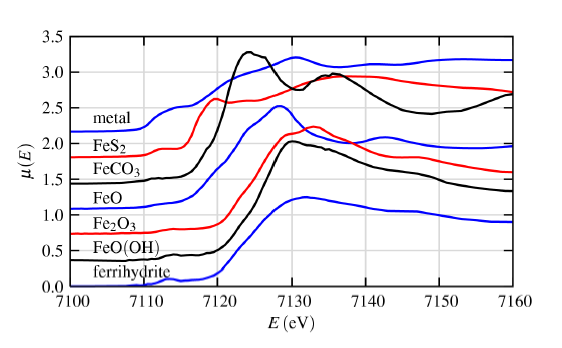 3.5
3.0
2.5
2.0
1.5
1.0
0.5
0.0
μ(E)
metal
FeS₂
FeCO₃
FeO
Fe₂O₃
FeO(OH)
ferrihydrite
7100 7110 7120 7130 7140 7150 7160
E (eV)